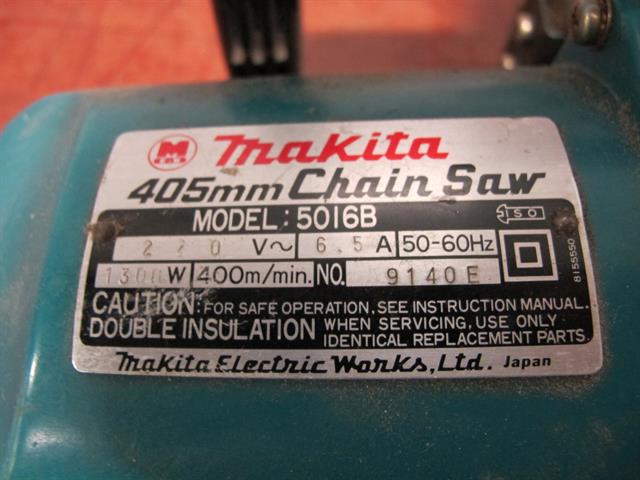 M
Makita
405mm Chain Saw
MODEL: 5016B
ISO
220 V~ 6.5 A 50-60Hz
1300 W 400m/min. NO. 9140E
8155550
CAUTION: FOR SAFE OPERATION, SEE INSTRUCTION MANUAL.
DOUBLE INSULATION WHEN SERVICING, USE ONLY
IDENTICAL REPLACEMENT PARTS.
Makita Electric Works, Ltd. Japan